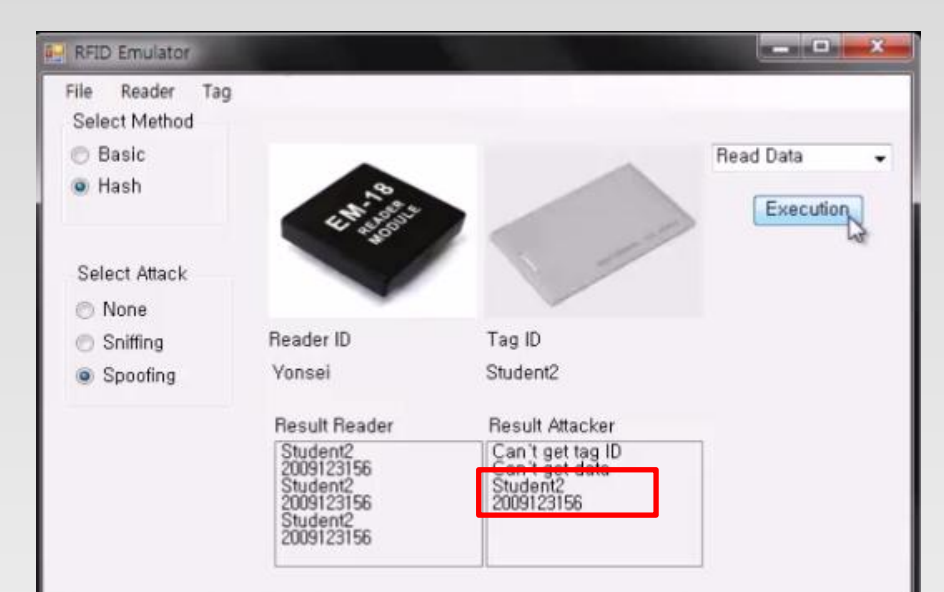 RFID Emulator
File Reader Tag
Select Method
Basic
Hash
EM-18
READER
MODULE
Read Data
Execution
Select Attack
None
Sniffing
Spoofing
Reader ID
Yonsei
Tag ID
Student2
Result Reader
Student2
2009123156
Student2
2009123156
Student2
2009123156
Result Attacker
Can't get tag ID
Can't get data
Student2
2009123156